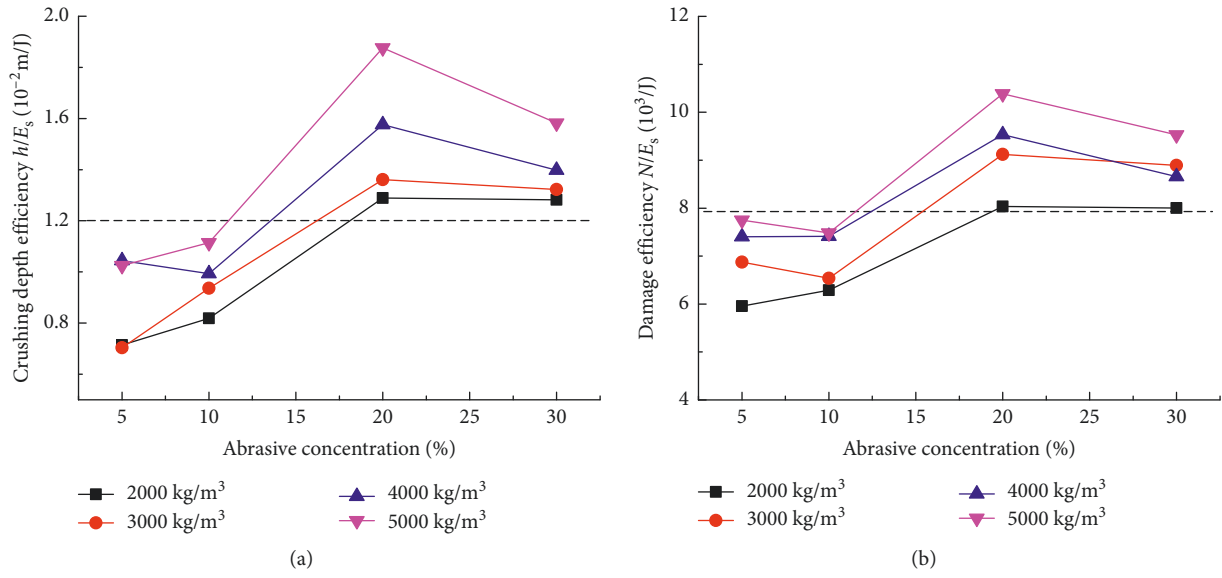 2.0
1.6
1.2
0.8
Crushing depth efficiency h/Eₛ (10⁻²m/J)
5 10 15 20 25 30
Abrasive concentration (%)
2000 kg/m³
3000 kg/m³
4000 kg/m³
5000 kg/m³
(a)
12
10
8
6
4
Damage efficiency N/Eₛ (10³/J)
5 10 15 20 25 30
Abrasive concentration (%)
2000 kg/m³
3000 kg/m³
4000 kg/m³
5000 kg/m³
(b)